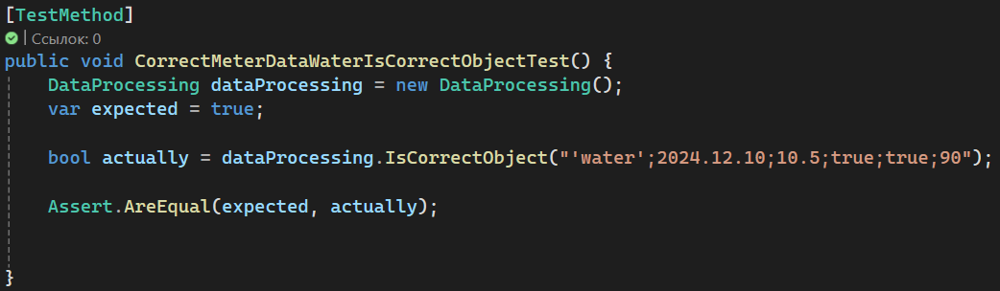 [TestMethod]
| Ссылок: 0
public void CorrectMeterDataWaterIsCorrectObjectTest() {
DataProcessing dataProcessing = new DataProcessing();
var expected = true;
bool actually = dataProcessing.IsCorrectObject("'water';2024.12.10;10.5;true;true;90");
Assert.AreEqual(expected, actually);
}